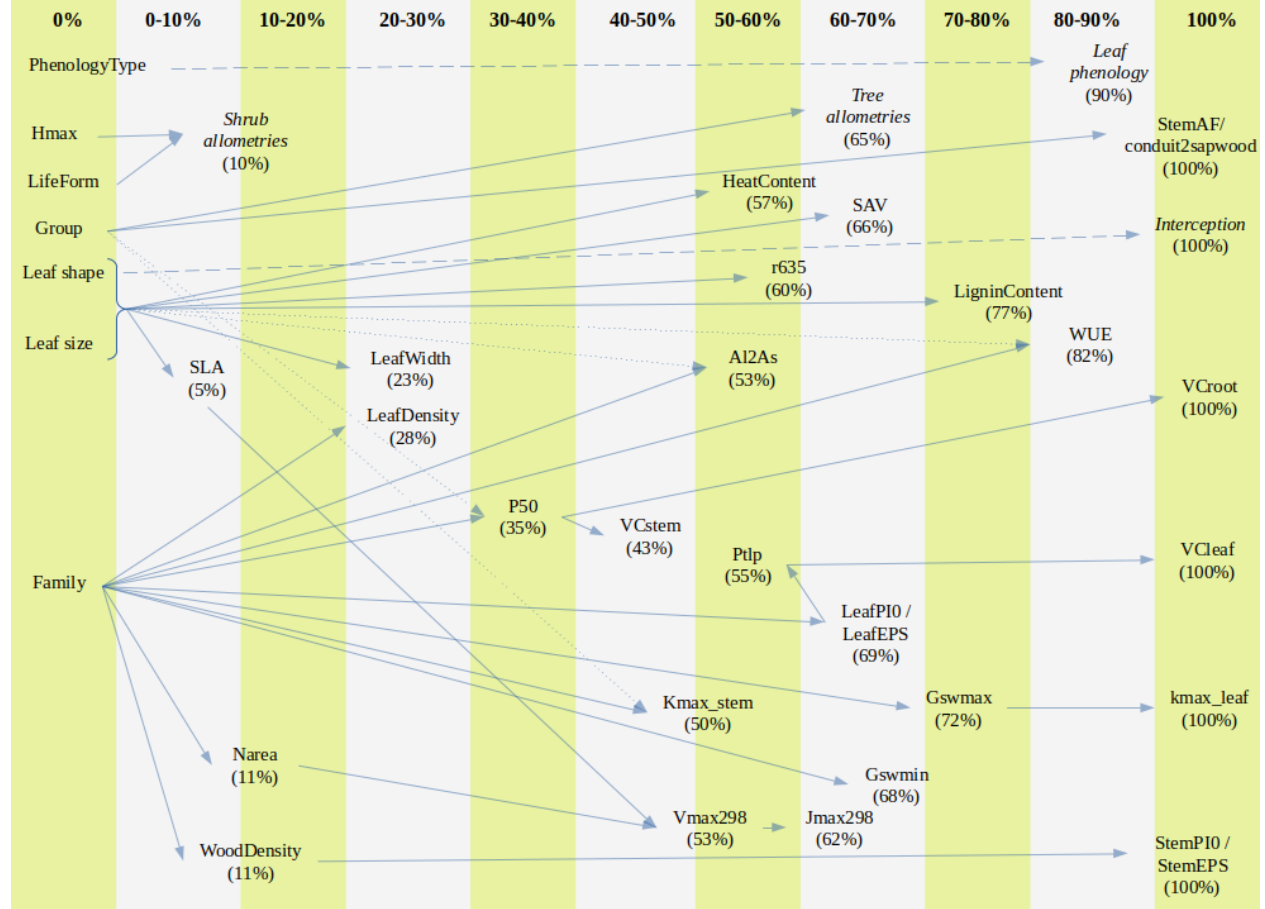 0% 0-10% 10-20% 20-30% 30-40% 40-50% 50-60% 60-70% 70-80% 80-90% 100%
PhenologyType
Leaf
phenology
(90%)
Hmax
Shrub
allometries
(10%)
Tree
allometries
(65%)
StemAF/
conduit2sapwood
(100%)
LifeForm
HeatContent
(57%)
SAV
(66%)
Group
Interception
(100%)
Leaf shape
r635
(60%)
LigninContent
(77%)
Leaf size
SLA
(5%)
LeafWidth
(23%)
Al2As
(53%)
WUE
(82%)
VCroot
(100%)
LeafDensity
(28%)
P50
(35%)
VCstem
(43%)
Ptlp
(55%)
VCleaf
(100%)
Family
LeafPI0 /
LeafEPS
(69%)
Kmax_stem
(50%)
Gswmax
(72%)
kmax_leaf
(100%)
Narea
(11%)
Gswmin
(68%)
Vmax298
(53%)
Jmax298
(62%)
WoodDensity
(11%)
StemPI0 /
StemEPS
(100%)